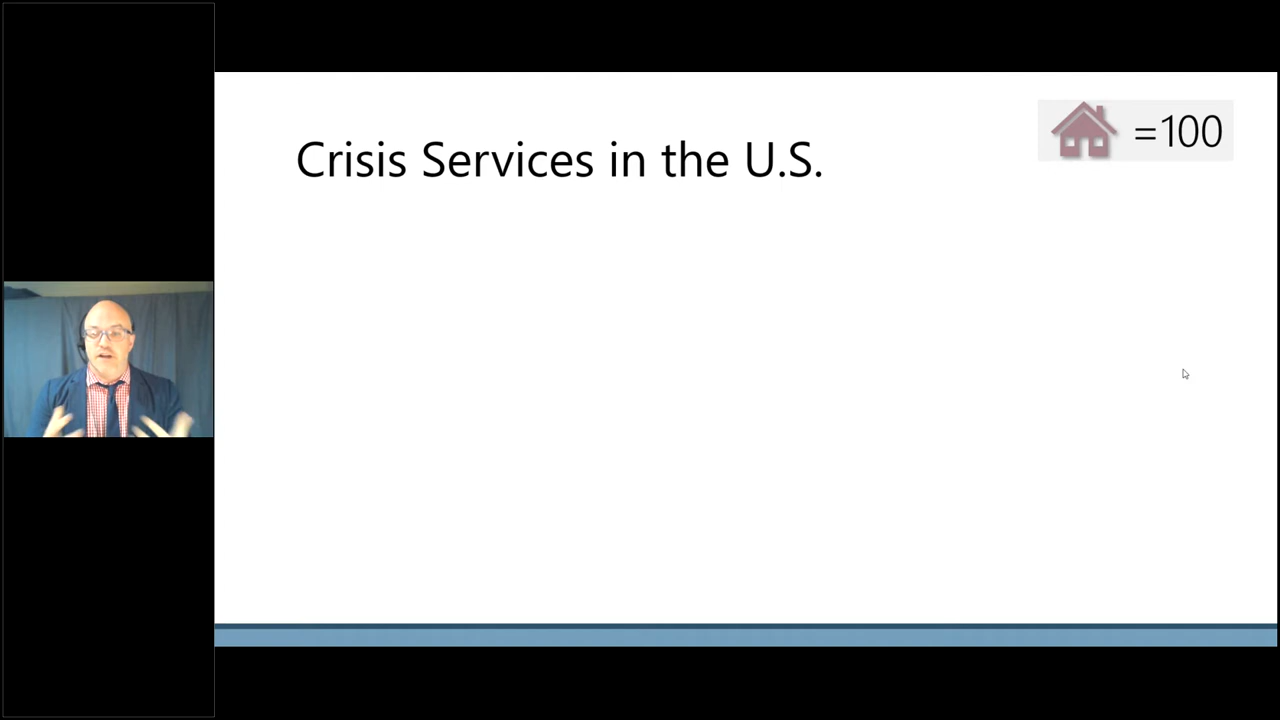 =100
Crisis Services in the U.S.